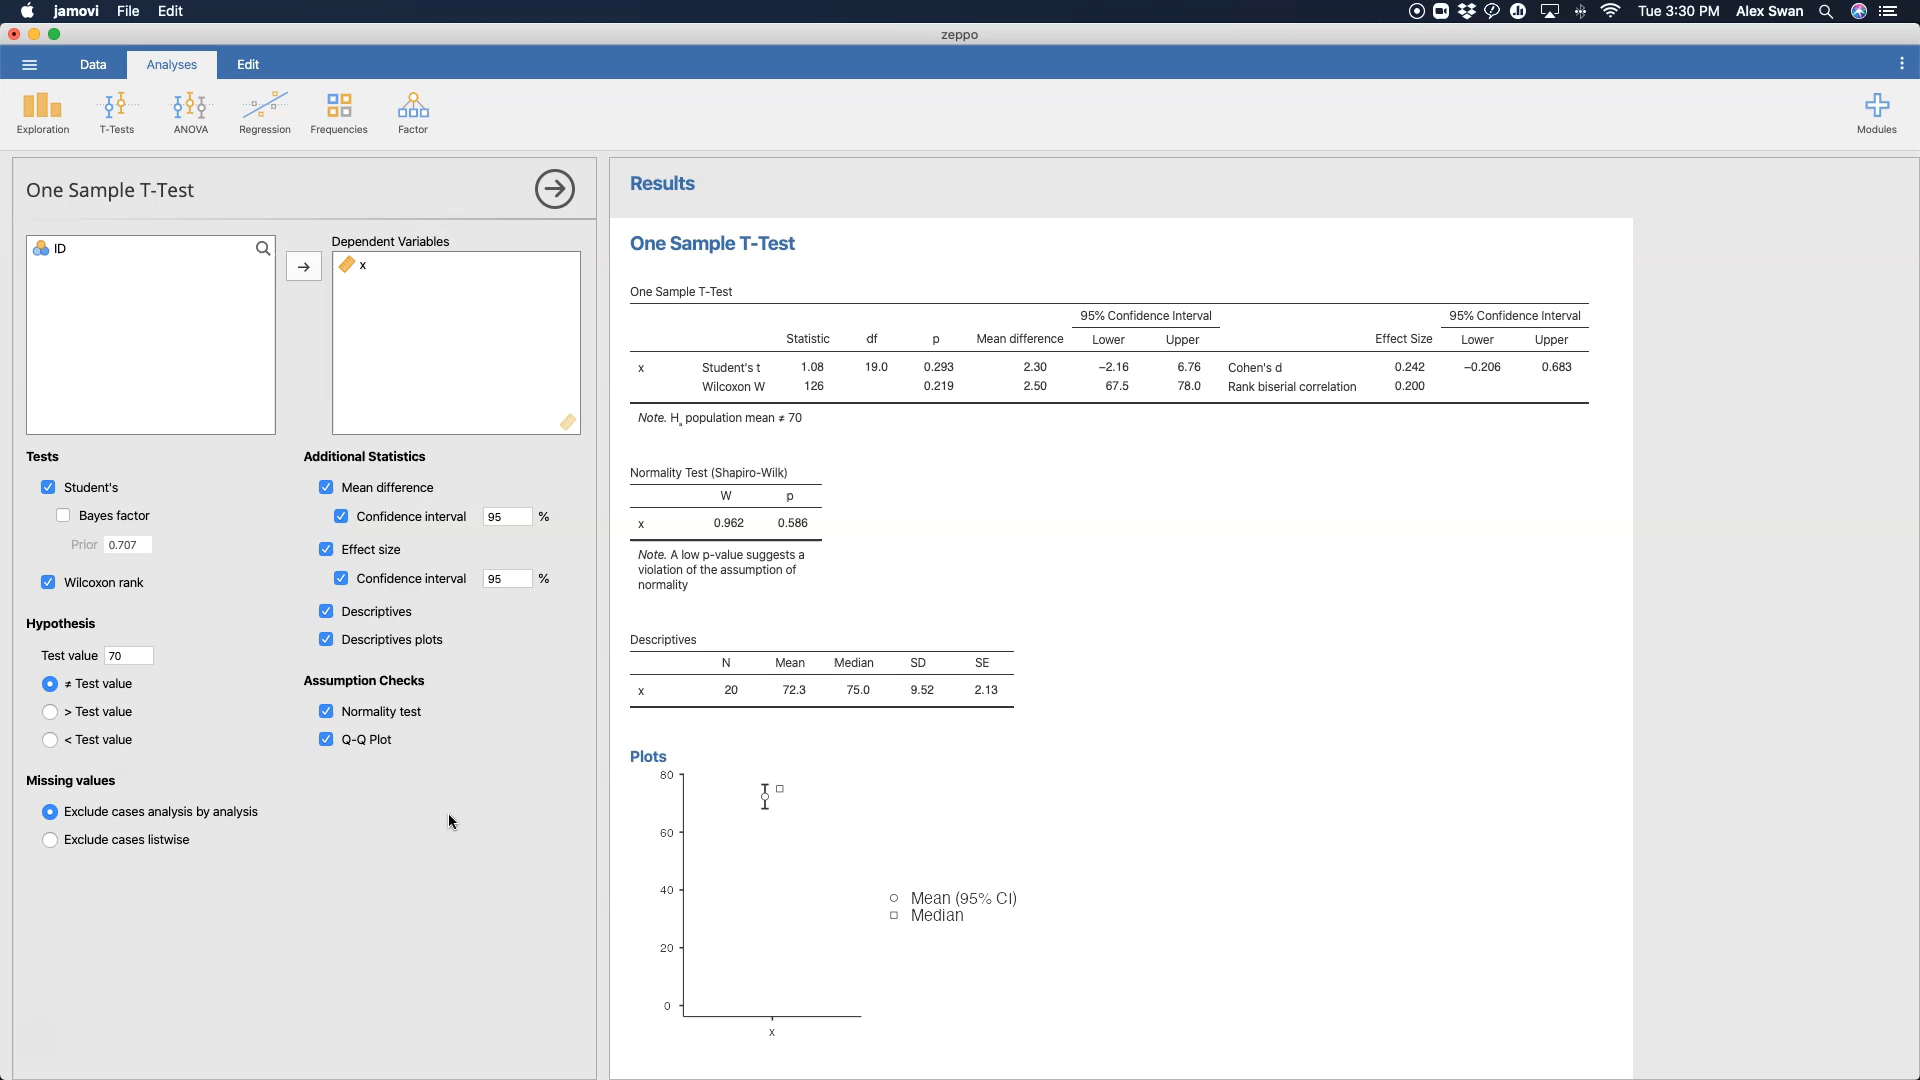 jamovi File Edit
Tue 3:30 PM Alex Swan
zeppo
Data Analyses Edit
Exploration T-Tests ANOVA Regression Frequencies Factor Modules
One Sample T-Test
ID
Dependent Variables
x
Tests
Student's
Bayes factor
Prior 0.707
Wilcoxon rank
Hypothesis
Test value 70
≠ Test value
> Test value
< Test value
Missing values
Exclude cases analysis by analysis
Exclude cases listwise
Additional Statistics
Mean difference
Confidence interval 95 %
Effect size
Confidence interval 95 %
Descriptives
Descriptives plots
Assumption Checks
Normality test
Q-Q Plot
Results
One Sample T-Test
One Sample T-Test
95% Confidence Interval 95% Confidence Interval
Statistic df p Mean difference Lower Upper Effect Size Lower Upper
x Student's t 1.08 19.0 0.293 2.30 −2.16 6.76 Cohen's d 0.242 −0.206 0.683
Wilcoxon W 126 0.219 2.50 67.5 78.0 Rank biserial correlation 0.200
Note. Ha population mean ≠ 70
Normality Test (Shapiro-Wilk)
W p
x 0.962 0.586
Note. A low p-value suggests a
violation of the assumption of
normality
Descriptives
N Mean Median SD SE
x 20 72.3 75.0 9.52 2.13
Plots
80
60
40
20
0
x
Mean (95% CI)
Median